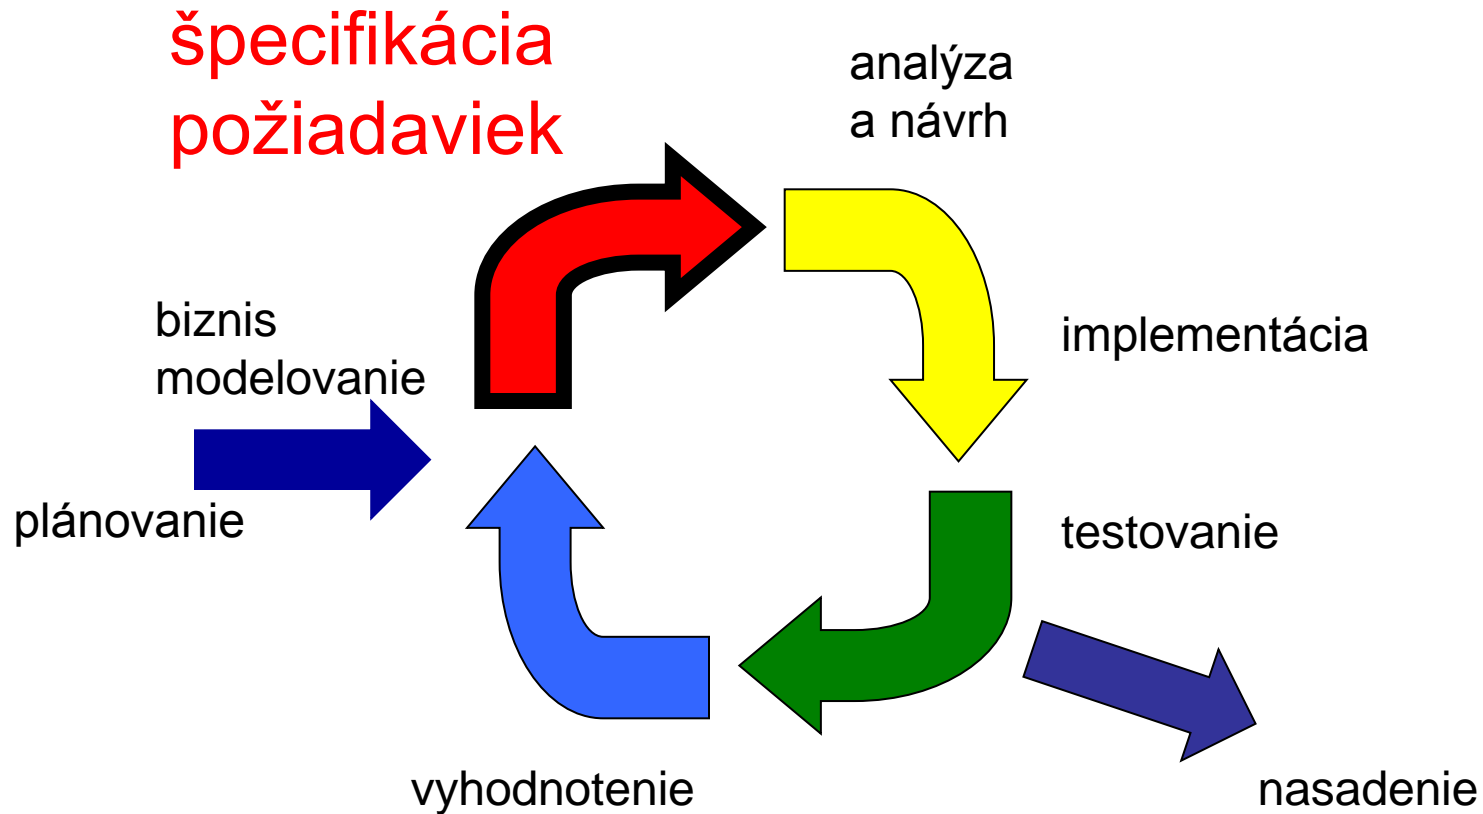 špecifikácia
požiadaviek
analýza
a návrh
biznis
modelovanie
implementácia
plánovanie
testovanie
vyhodnotenie
nasadenie